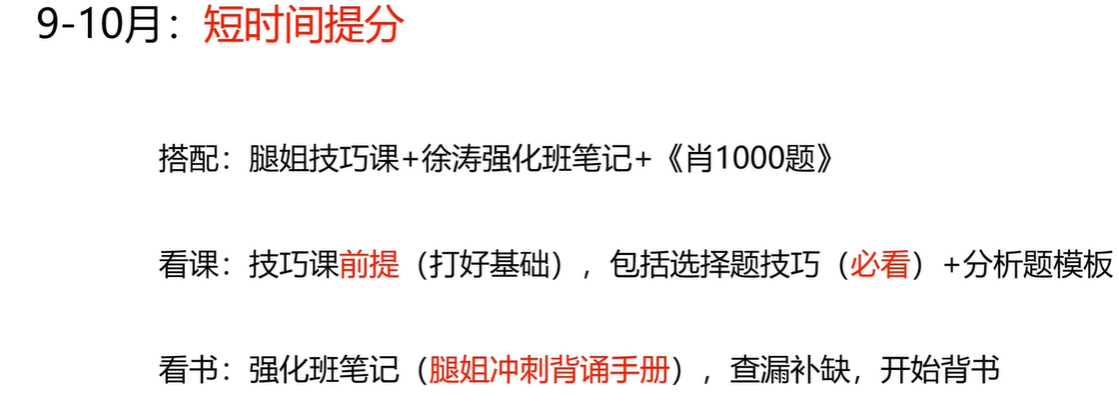 9-10月：短时间提分
搭配：腿姐技巧课+徐涛强化班笔记+《肖1000题》
看课：技巧课前提（打好基础），包括选择题技巧（必看）+分析题模板
看书：强化班笔记（腿姐冲刺背诵手册），查漏补缺，开始背书